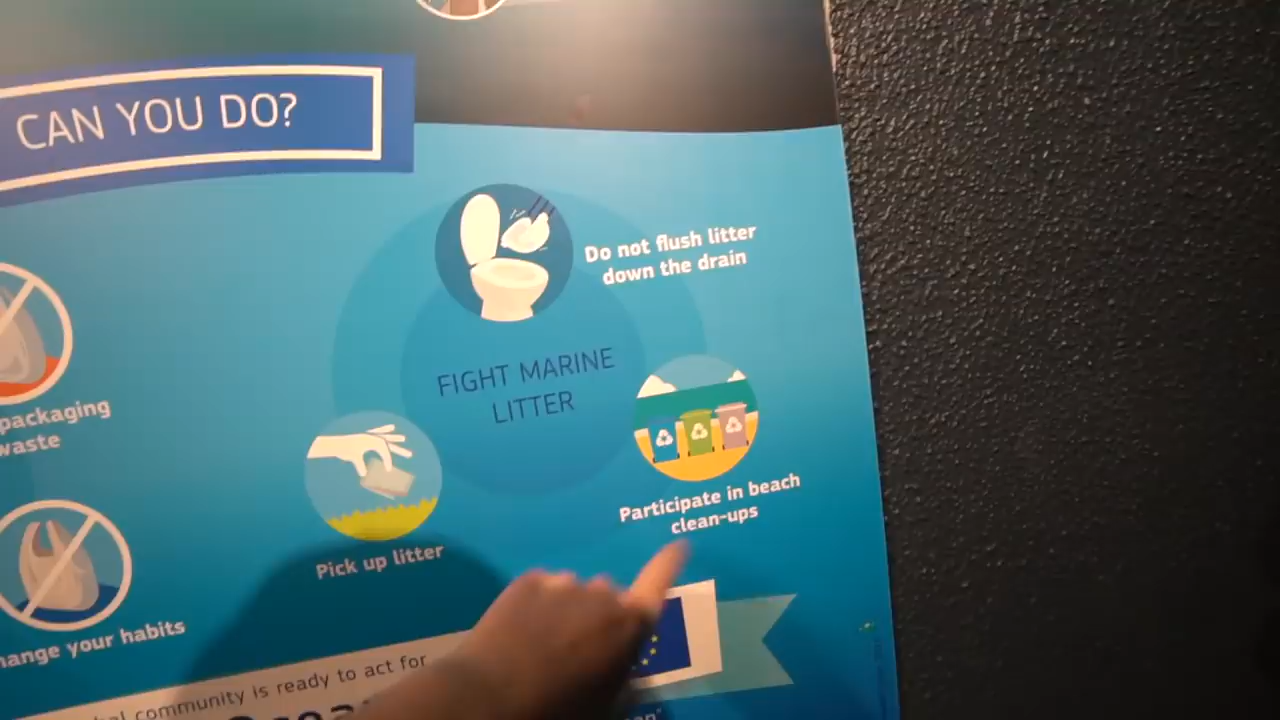 CAN YOU DO?
Do not flush litter
down the drain
FIGHT MARINE
LITTER
packaging
waste
Participate in beach
clean-ups
Pick up litter
hange your habits
bal community is ready to act for